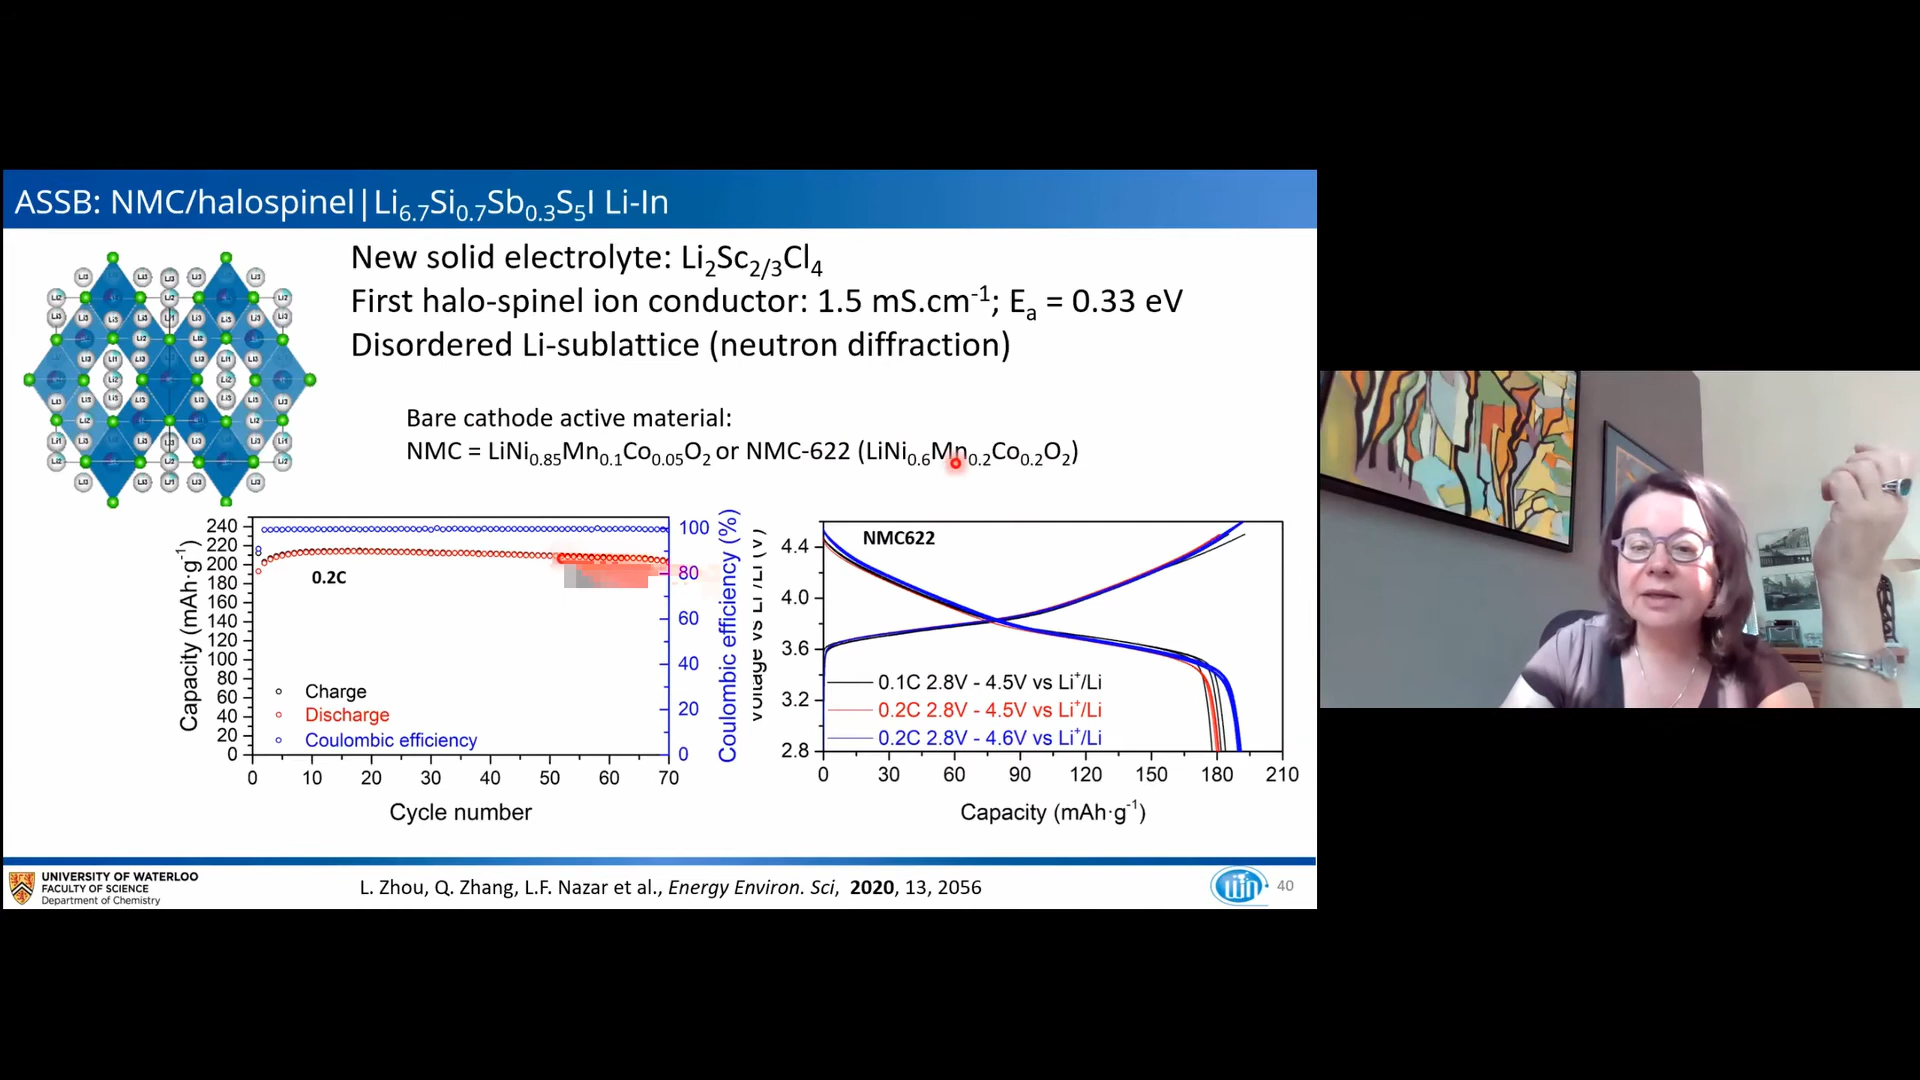 ASSB: NMC/halospinel|Li6.7Si0.7Sb0.3S5I Li-In
New solid electrolyte: Li2Sc2/3Cl4
First halo-spinel ion conductor: 1.5 mS.cm-1; Ea = 0.33 eV
Disordered Li-sublattice (neutron diffraction)
Bare cathode active material:
NMC = LiNi0.85Mn0.1Co0.05O2 or NMC-622 (LiNi0.6Mn0.2Co0.2O2)
Capacity (mAh·g-1)
240
220
200
180
160
140
120
100
80
60
40
20
0
0.2C
Charge
Discharge
Coulombic efficiency
0 10 20 30 40 50 60 70
Cycle number
100
80
60
40
20
0
Coulombic efficiency (%)
Voltage vs Li+/Li (V)
4.4
4.0
3.6
3.2
2.8
NMC622
0.1C 2.8V - 4.5V vs Li+/Li
0.2C 2.8V - 4.5V vs Li+/Li
0.2C 2.8V - 4.6V vs Li+/Li
0 30 60 90 120 150 180 210
Capacity (mAh·g-1)
UNIVERSITY OF WATERLOO
FACULTY OF SCIENCE
Department of Chemistry
L. Zhou, Q. Zhang, L.F. Nazar et al., Energy Environ. Sci, 2020, 13, 2056
40